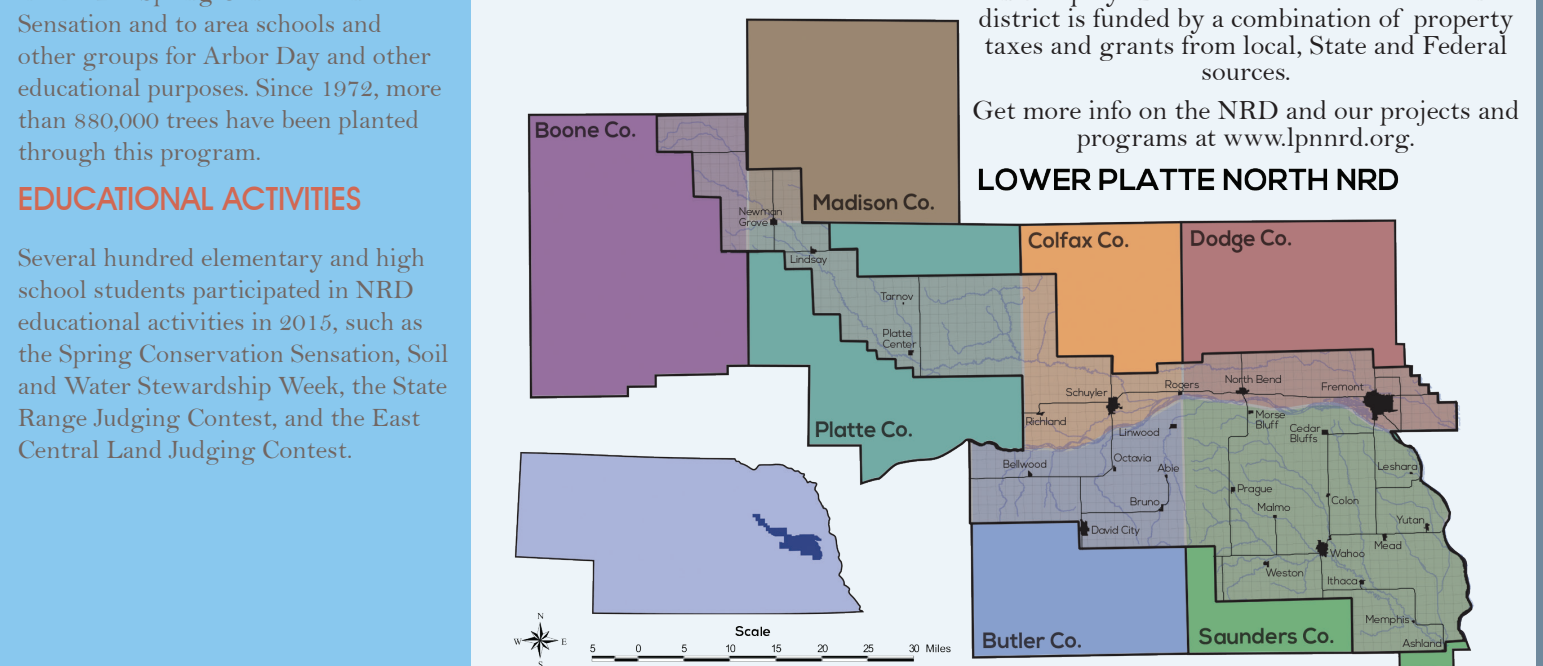 Sensation and to area schools and
other groups for Arbor Day and other
educational purposes. Since 1972, more
than 880,000 trees have been planted
through this program.
EDUCATIONAL ACTIVITIES
Several hundred elementary and high
school students participated in NRD
educational activities in 2015, such as
the Spring Conservation Sensation, Soil
and Water Stewardship Week, the State
Range Judging Contest, and the East
Central Land Judging Contest.
district is funded by a combination of property
taxes and grants from local, State and Federal
sources.
Get more info on the NRD and our projects and
programs at www.lpnnrd.org.
LOWER PLATTE NORTH NRD
Boone Co.
Madison Co.
Newman
Grove
Lindsay
Colfax Co.
Dodge Co.
Tarnov
Platte
Center
Platte Co.
Schuyler
Rogers
North Bend
Fremont
Richland
Linwood
Morse
Bluff
Cedar
Bluffs
Bellwood
Octavia
Abie
Leshara
Bruno
Prague
Colon
Malmo
David City
Yutan
Mead
Wahoo
Weston
Ithaca
Memphis
Ashland
Butler Co.
Saunders Co.
N
W
E
S
Scale
5 0 5 10 15 20 25 30 Miles